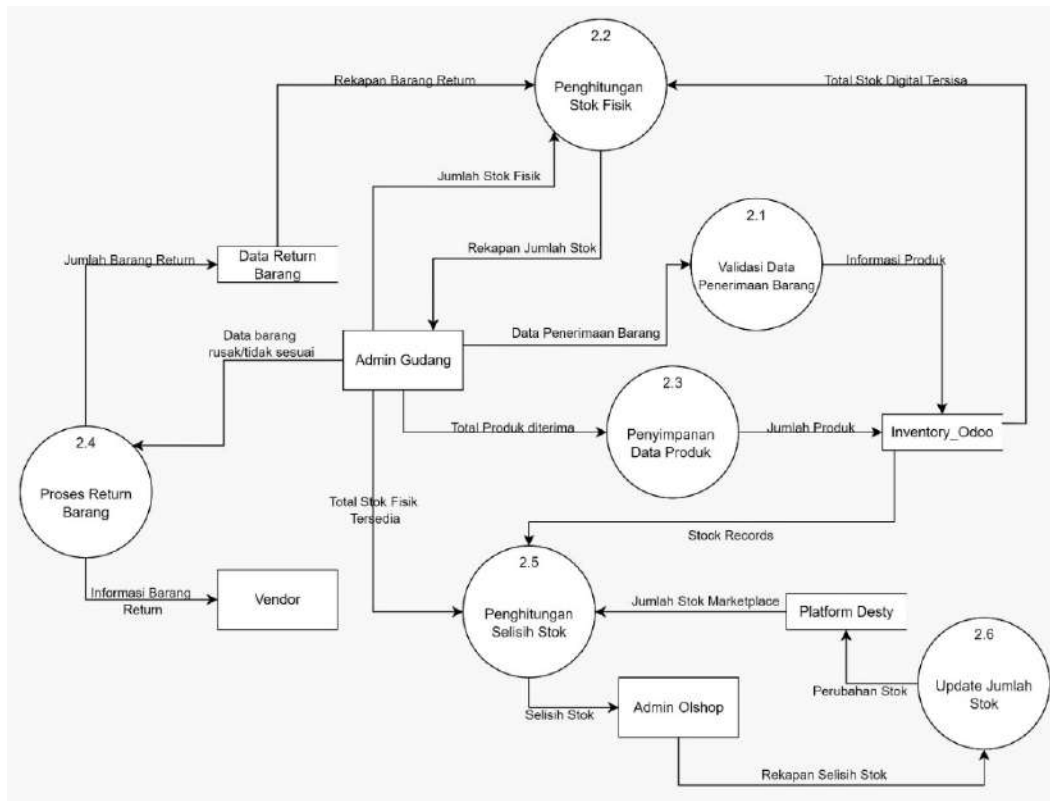 2.2
Penghitungan
Stok Fisik
Rekapan Barang Return
Total Stok Digital Tersisa
Jumlah Stok Fisik
2.1
Validasi Data
Penerimaan Barang
Rekapan Jumlah Stok
Jumlah Barang Return
Data Return
Barang
Informasi Produk
Data barang
rusak/tidak sesuai
Admin Gudang
Data Penerimaan Barang
2.3
Penyimpanan
Data Produk
Total Produk diterima
Jumlah Produk
Inventory_Odoo
2.4
Proses Return
Barang
Total Stok Fisik
Tersedia
Stock Records
2.5
Penghitungan
Selisih Stok
Informasi Barang
Return
Vendor
Jumlah Stok Marketplace
Platform Desty
2.6
Update Jumlah
Stok
Perubahan Stok
Selisih Stok
Admin Olshop
Rekapan Selisih Stok